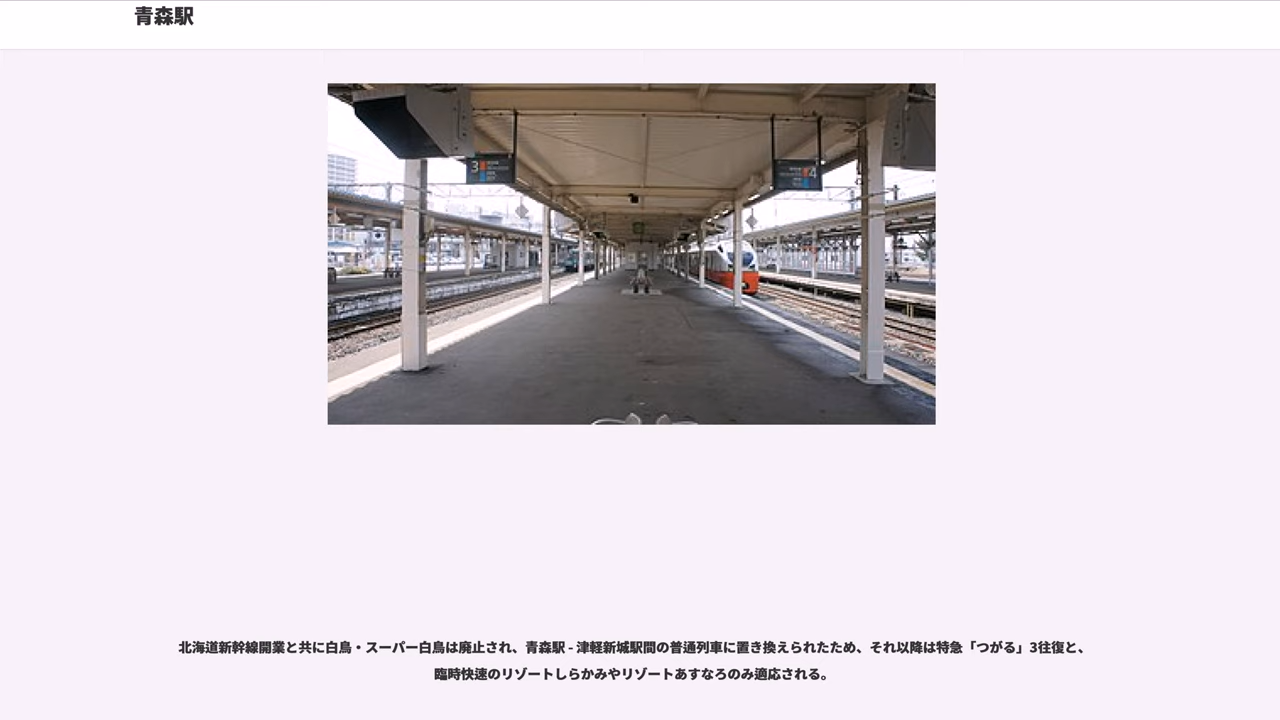 青森駅
3
4
北海道新幹線開業と共に白鳥・スーパー白鳥は廃止され、青森駅 - 津軽新城駅間の普通列車に置き換えられたため、それ以降は特急「つがる」3往復と、
臨時快速のリゾートしらかみやリゾートあすなろのみ適応される。